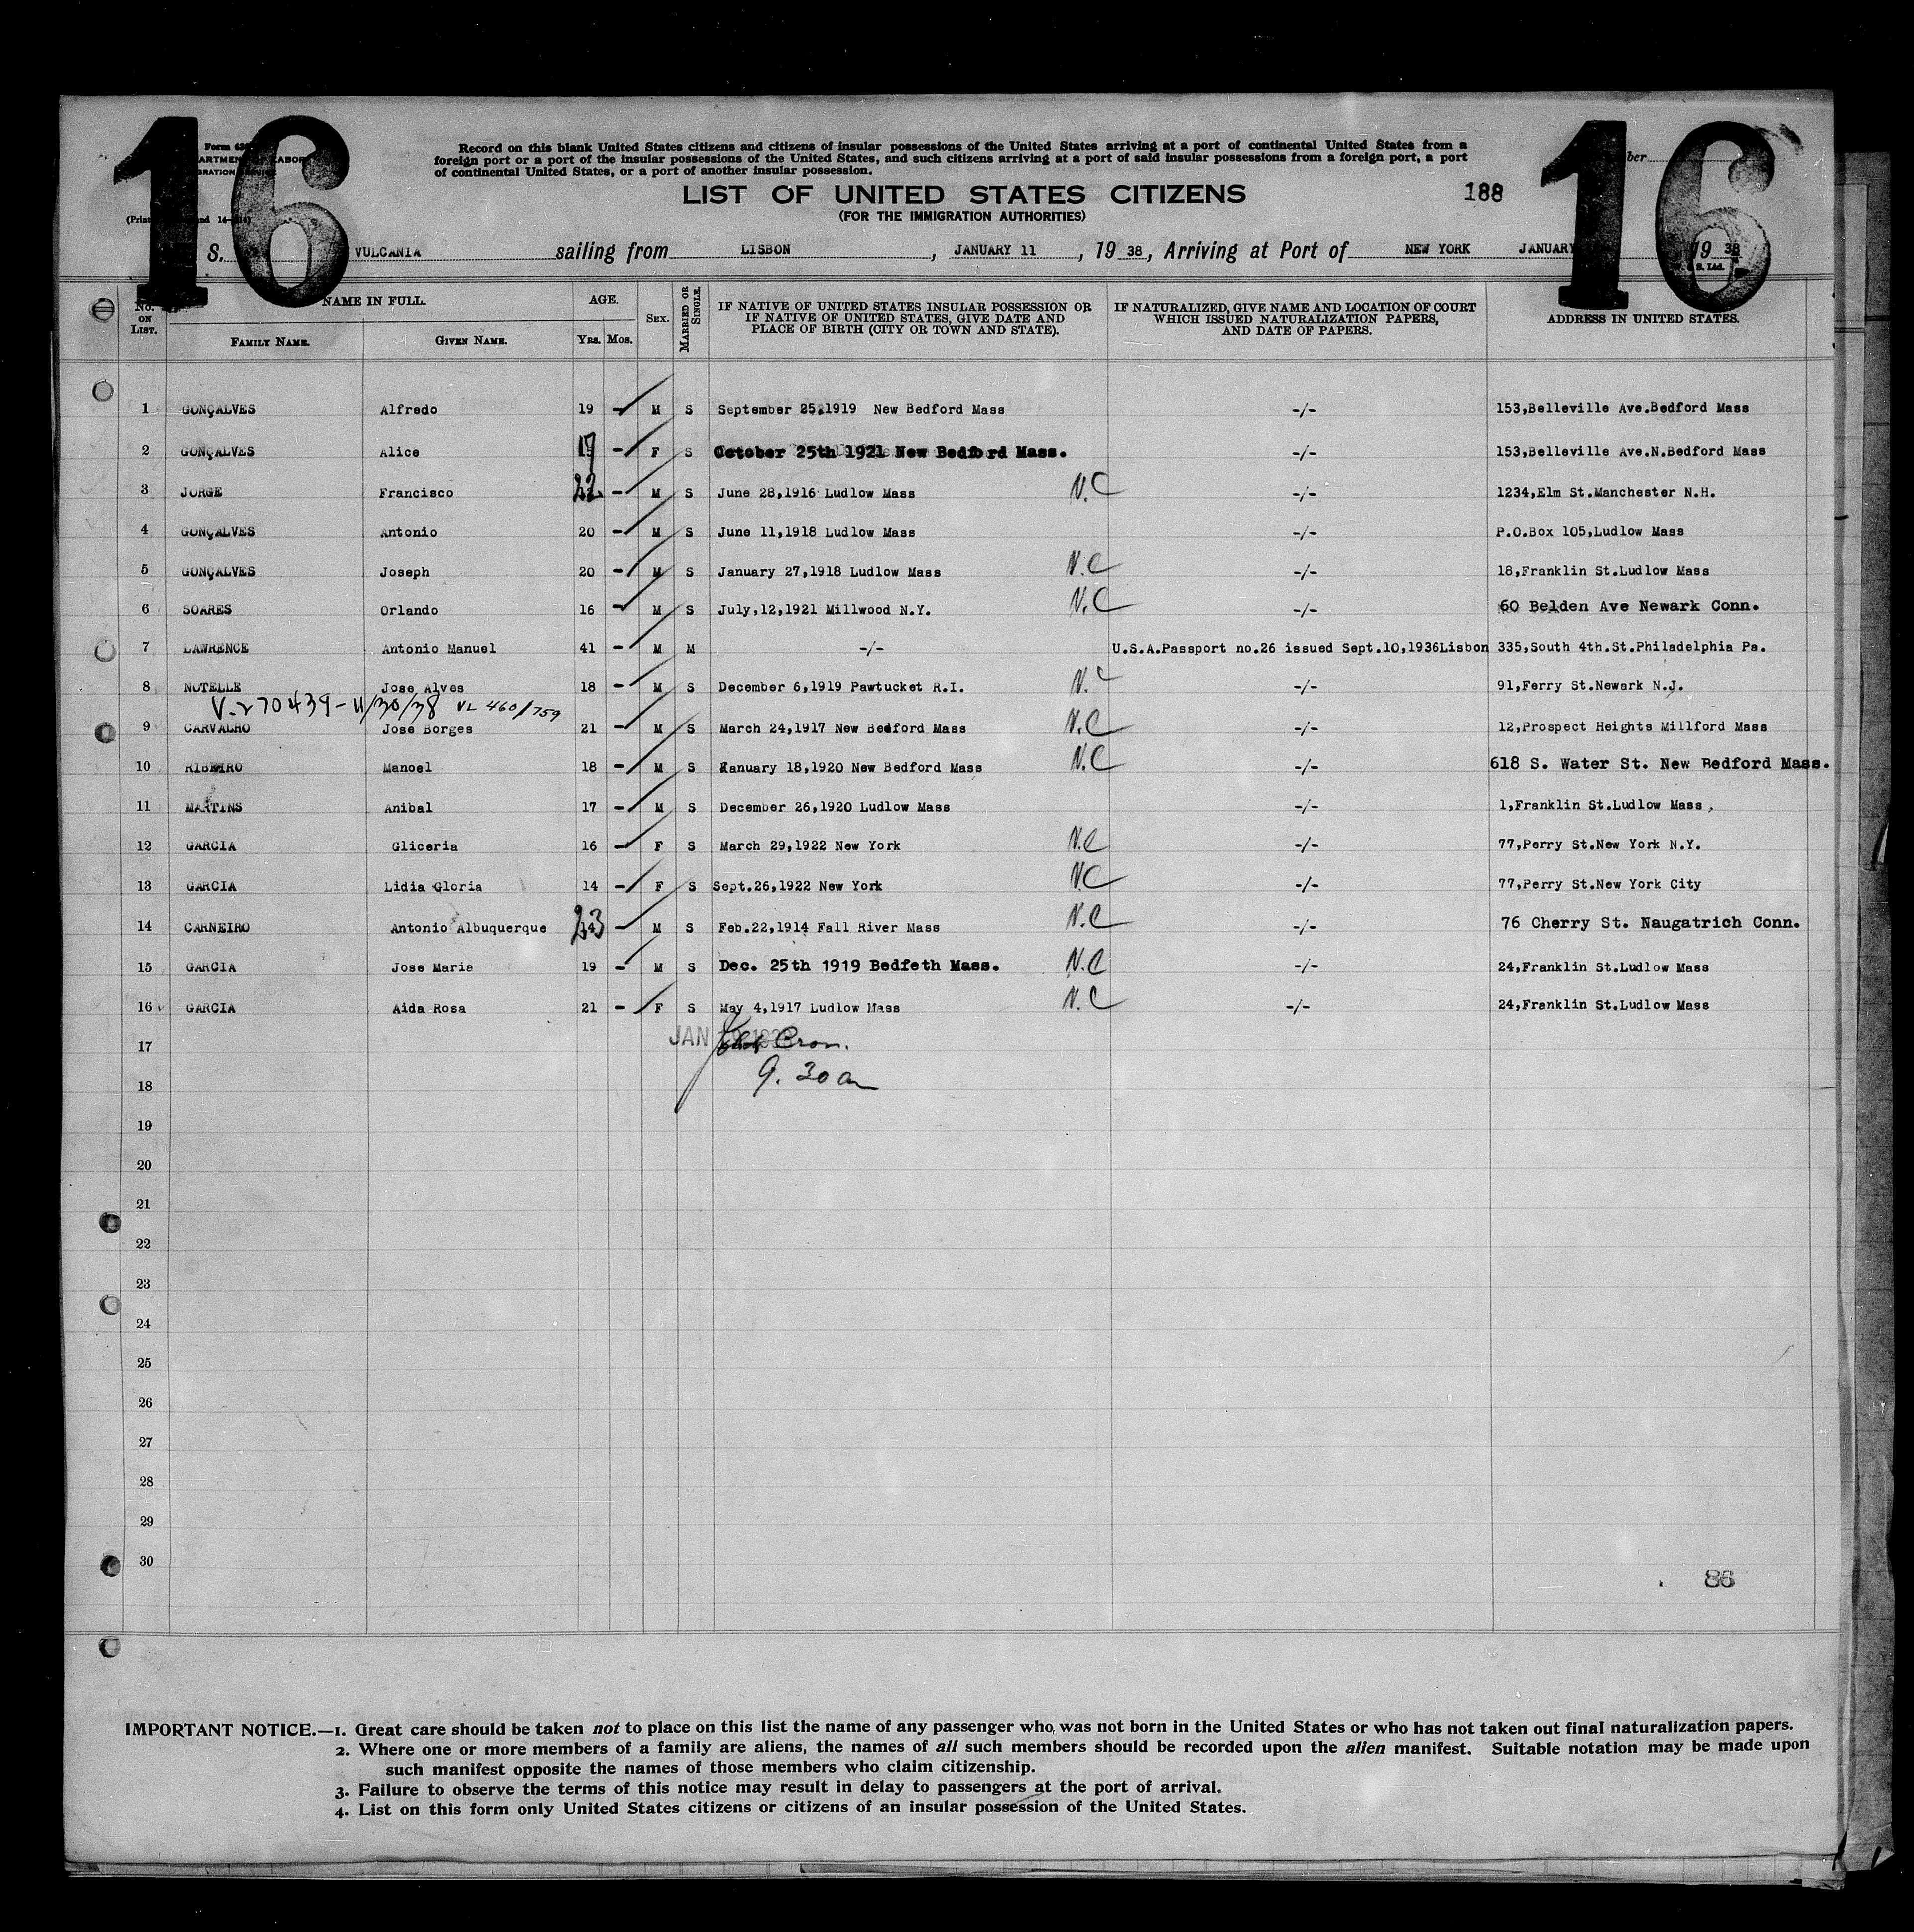 16
16
Form 63
ARTMENT OF LABOR
GRATION SERVICE
Record on this blank United States citizens and citizens of insular possessions of the United States arriving at a port of continental United States from a
foreign port or a port of the insular possessions of the United States, and such citizens arriving at a port of said insular possessions from a foreign port, a port
of continental United States, or a port of another insular possession.
ber
LIST OF UNITED STATES CITIZENS
188
(FOR THE IMMIGRATION AUTHORITIES)
S. VULCANIA sailing from LISBON , JANUARY 11 , 19 38, Arriving at Port of NEW YORK JANUARY 19 38
No. ON LIST. NAME IN FULL. AGE. SEX. MARRIED OR SINGLE. IF NATIVE OF UNITED STATES INSULAR POSSESSION OR IF NATIVE OF UNITED STATES, GIVE DATE AND PLACE OF BIRTH (CITY OR TOWN AND STATE). IF NATURALIZED, GIVE NAME AND LOCATION OF COURT WHICH ISSUED NATURALIZATION PAPERS, AND DATE OF PAPERS. ADDRESS IN UNITED STATES.
FAMILY NAME. GIVEN NAME. YRS. MOS.
1 GONÇALVES Alfredo 19 - M S September 25,1919 New Bedford Mass -/- 153,Belleville Ave.Bedford Mass
2 GONÇALVES Alice 17 - F S October 25th 1921 New Bedford Mass. -/- 153,Belleville Ave.N.Bedford Mass
3 JORGE Francisco 22 - M S June 28,1916 Ludlow Mass N.C -/- 1234,Elm St.Manchester N.H.
4 GONÇALVES Antonio 20 - M S June 11,1918 Ludlow Mass -/- P.O.Box 105,Ludlow Mass
5 GONÇALVES Joseph 20 - M S January 27,1918 Ludlow Mass N.C -/- 18,Franklin St.Ludlow Mass
6 SOARES Orlando 16 - M S July,12,1921 Millwood N.Y. N.C -/- 60 Belden Ave Newark Conn.
7 LAWRENCE Antonio Manuel 41 - M M -/- U.S.A.Passport no.26 issued Sept.10,1936Lisbon 335,South 4th.St.Philadelphia Pa.
8 NOTELLE Jose Alves 18 - M S December 6,1919 Pawtucket R.I. N.C -/- 91,Ferry St.Newark N.J.
V-270439-11/30/38 VL 460/759
9 CARVALHO Jose Borges 21 - M S March 24,1917 New Bedford Mass N.C -/- 12,Prospect Heights Millford Mass
10 RIBEIRO Manoel 18 - M S January 18,1920 New Bedford Mass N.C -/- 618 S. Water St. New Bedford Mass.
11 MARTINS Anibal 17 - M S December 26,1920 Ludlow Mass -/- 1,Franklin St.Ludlow Mass
12 GARCIA Gliceria 16 - F S March 29,1922 New York N.C -/- 77,Perry St.New York N.Y.
13 GARCIA Lidia Gloria 14 - F S Sept.26,1922 New York N.C -/- 77,Perry St.New York City
14 CARNEIRO Antonio Albuquerque 23 - M S Feb.22,1914 Fall River Mass N.C -/- 76 Cherry St. Naugatrich Conn.
15 GARCIA Jose Maria 19 - M S Dec. 25th 1919 Bedfeth Mass. N.C -/- 24,Franklin St.Ludlow Mass
16 GARCIA Aida Rosa 21 - F S May 4,1917 Ludlow Mass N.C -/- 24,Franklin St.Ludlow Mass
JAN
17
9.30 am
18
19
20
21
22
23
24
25
26
27
28
29
30
86
IMPORTANT NOTICE.—1. Great care should be taken not to place on this list the name of any passenger who was not born in the United States or who has not taken out final naturalization papers.
2. Where one or more members of a family are aliens, the names of all such members should be recorded upon the alien manifest. Suitable notation may be made upon
such manifest opposite the names of those members who claim citizenship.
3. Failure to observe the terms of this notice may result in delay to passengers at the port of arrival.
4. List on this form only United States citizens or citizens of an insular possession of the United States.